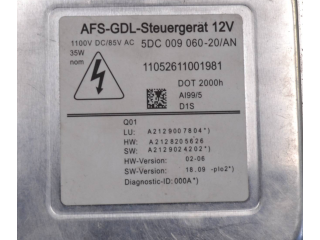 AFS-GDL-Steuergerät 12V
1100V DC/85V AC 5DC 009 060-20/AN
35W
nom
11052611001981
DOT 2000h
AI99/5
D1S
Q01
LU: A2129007804*)
HW: A2128205626
SW: A2129024202*)
HW-Version: 02-06
SW-Version: 18.09 -plo2*)
Diagnostic-ID: 000A*)